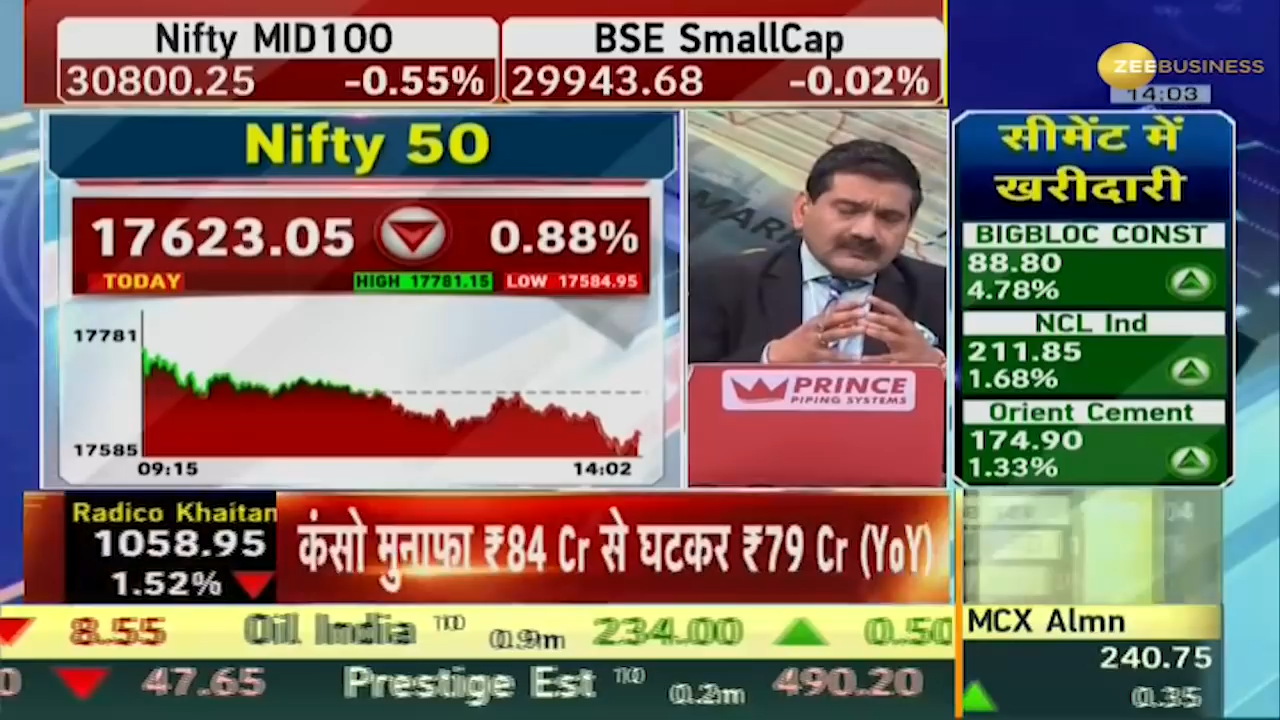 Nifty MID100
30800.25 -0.55%
BSE SmallCap
29943.68 -0.02%
ZEEBUSINESS
14:03
Nifty 50
17623.05 0.88%
TODAY HIGH 17781.15 LOW 17584.95
17781
17585
09:15 14:02
MAR
PRINCE
PIPING SYSTEMS
सीमेंट में
खरीदारी
BIGBLOC CONST
88.80
4.78%
NCL Ind
211.85
1.68%
Orient Cement
174.90
1.33%
Radico Khaitan
1058.95
1.52%
कंसो मुनाफा ₹84 Cr से घटकर ₹79 Cr (YoY)
8.55 Oil India 0.9m 234.00 0.50
47.65 Prestige Est 0.2m 490.20
MCX Almn
240.75
0.35